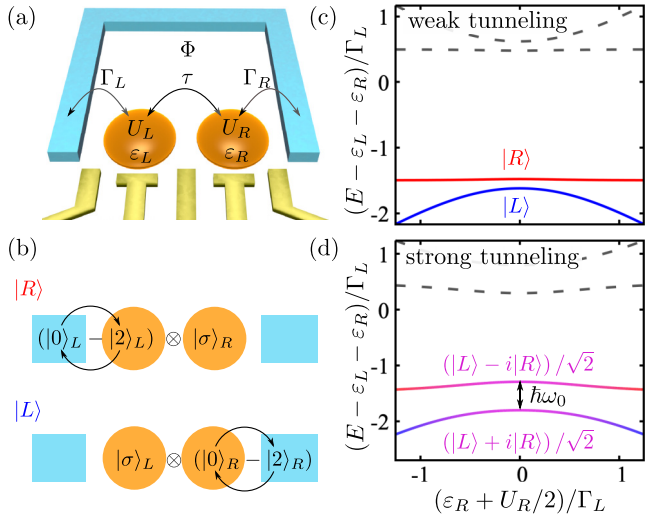 (a)
Φ
Γ_L
τ
Γ_R
U_L
ε_L
U_R
ε_R
(b)
|R⟩
(|0⟩_L − |2⟩_L) ⊗ |σ⟩_R
|L⟩
|σ⟩_L ⊗ (|0⟩_R − |2⟩_R)
(c)
weak tunneling
(E − ε_L − ε_R)/Γ_L
0
-1
-2
|R⟩
|L⟩
(d)
strong tunneling
(E − ε_L − ε_R)/Γ_L
1
0
-1
-2
(|L⟩ − i|R⟩)/√2
ħω_0
(|L⟩ + i|R⟩)/√2
-1
0
1
(ε_R + U_R/2)/Γ_L